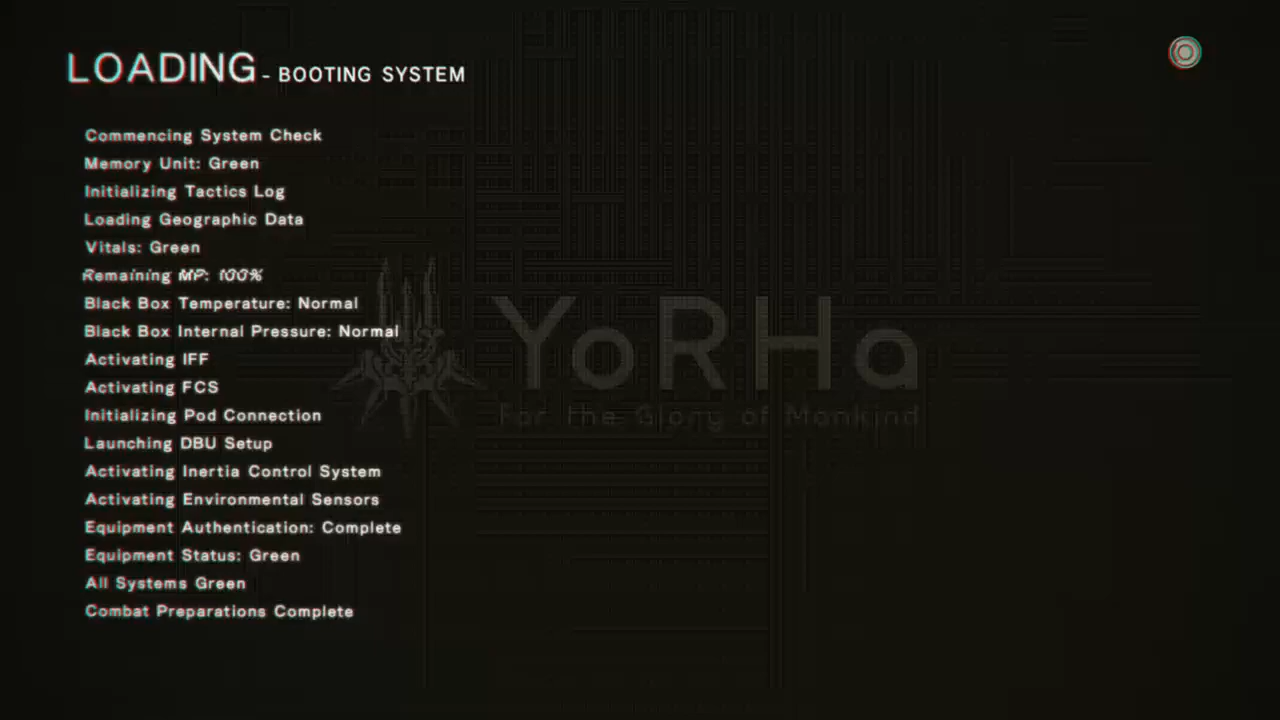 LOADING - BOOTING SYSTEM
Commencing System Check
Memory Unit: Green
Initializing Tactics Log
Loading Geographic Data
Vitals: Green
Remaining MP: 100%
Black Box Temperature: Normal
Black Box Internal Pressure: Normal
Activating IFF
Activating FCS
Initializing Pod Connection
Launching DBU Setup
Activating Inertia Control System
Activating Environmental Sensors
Equipment Authentication: Complete
Equipment Status: Green
All Systems Green
Combat Preparations Complete
YoRHa
For the Glory of Mankind